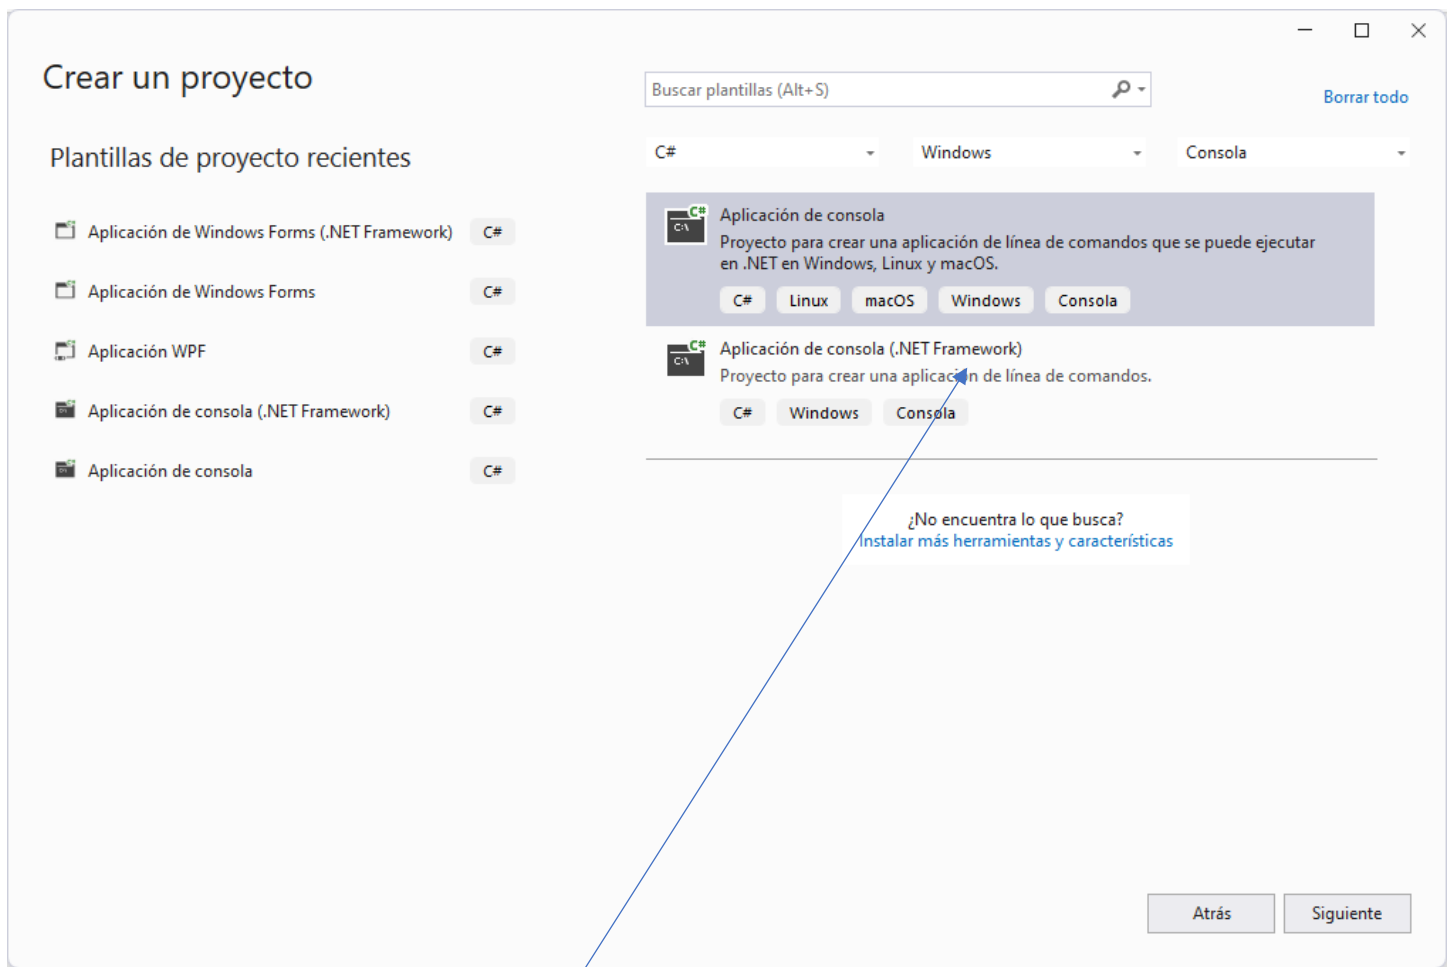 Crear un proyecto
Buscar plantillas (Alt+S)
Borrar todo
Plantillas de proyecto recientes
C#
Windows
Consola
Aplicación de Windows Forms (.NET Framework) C#
Aplicación de Windows Forms C#
Aplicación WPF C#
Aplicación de consola (.NET Framework) C#
Aplicación de consola C#
C#
C:\
Aplicación de consola
Proyecto para crear una aplicación de línea de comandos que se puede ejecutar
en .NET en Windows, Linux y macOS.
C# Linux macOS Windows Consola
C#
C:\
Aplicación de consola (.NET Framework)
Proyecto para crear una aplicación de línea de comandos.
C# Windows Consola
¿No encuentra lo que busca?
Instalar más herramientas y características
Atrás
Siguiente